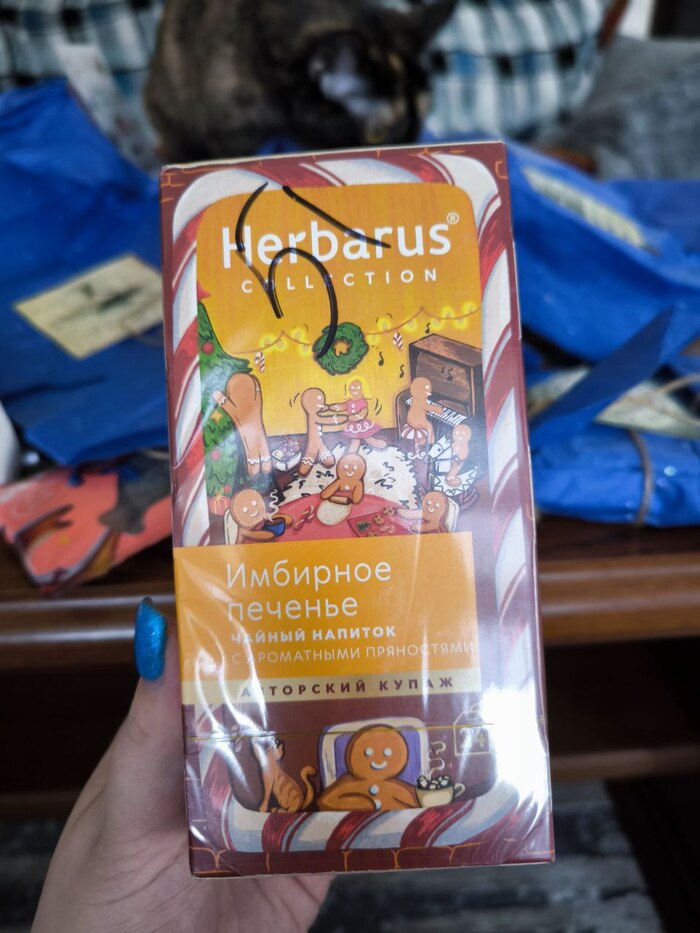 Herbarus®
COLLECTION
Имбирное
печенье
ЧАЙНЫЙ НАПИТОК
С АРОМАТНЫМИ ПРЯНОСТЯМИ
АВТОРСКИЙ КУПАЖ